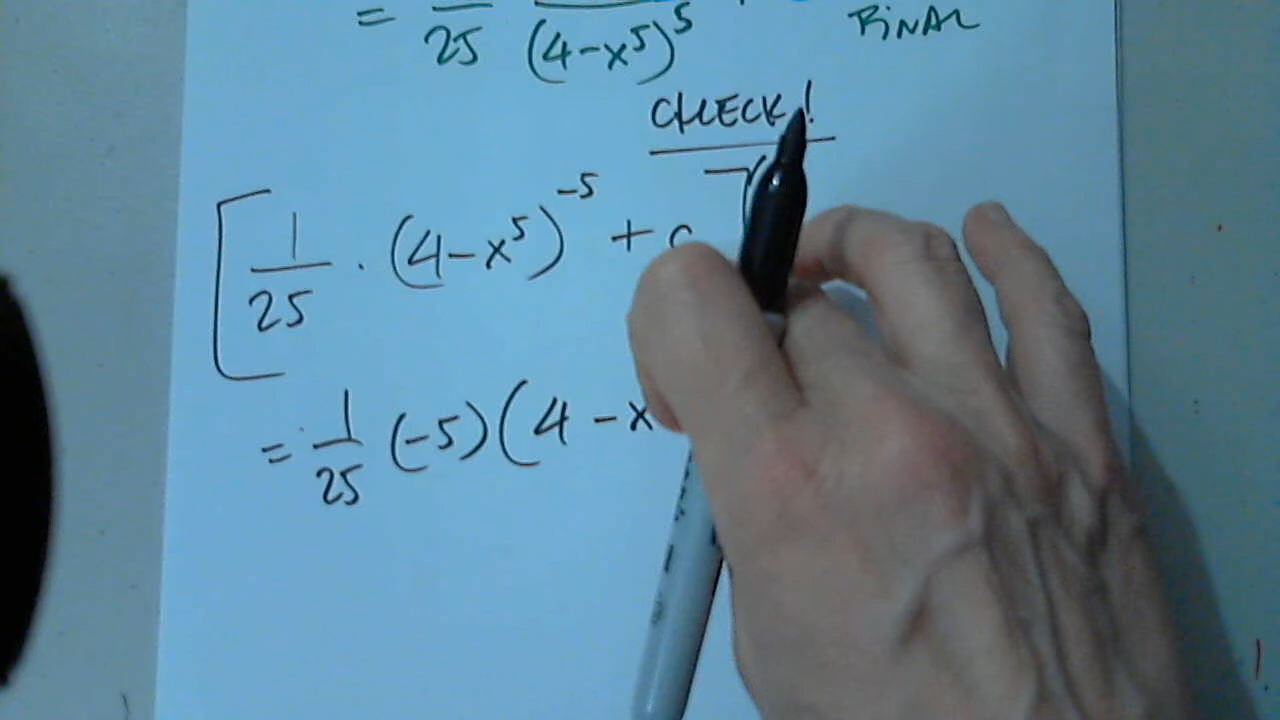 = 25 (4-x⁵)⁵
FINAL
CHECK!
[ 1/25 · (4-x⁵)⁻⁵ + c
= 1/25 (-5)(4-x